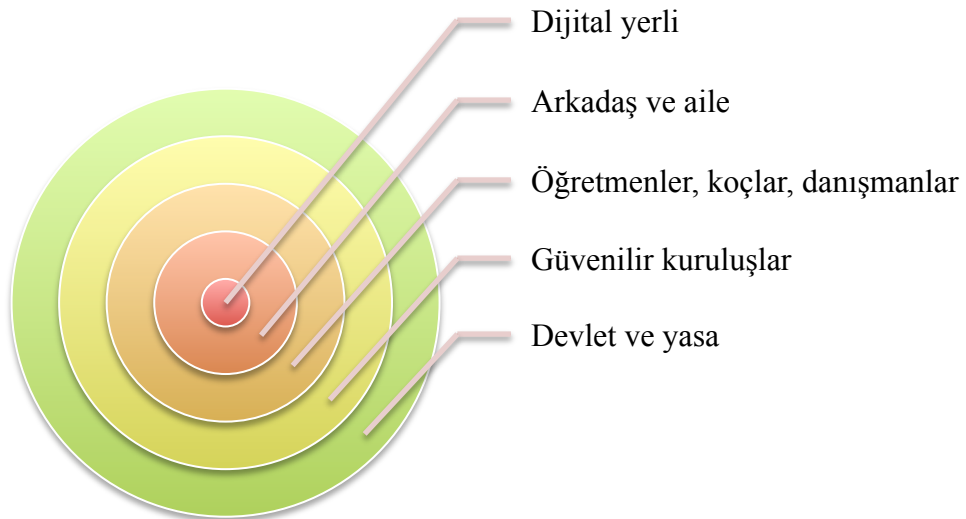 Dijital yerli
Arkadaş ve aile
Öğretmenler, koçlar, danışmanlar
Güvenilir kuruluşlar
Devlet ve yasa